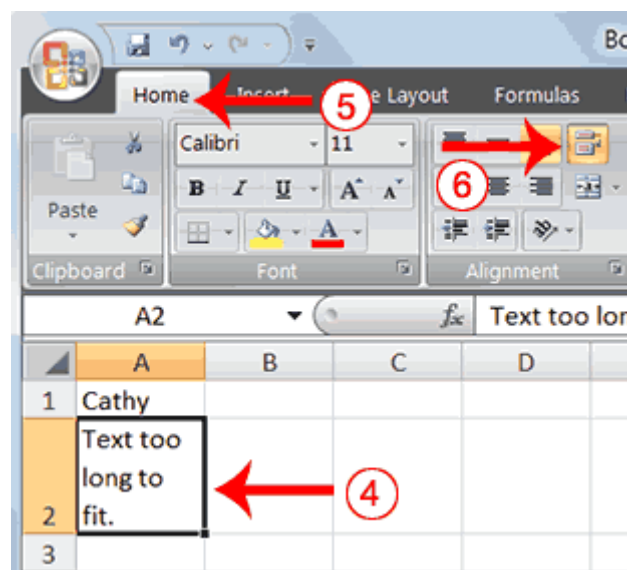 Bo
Home
Layout
Formulas
5
Calibri
11
6
B I U A A
Paste
A
Clipboard
Font
Alignment
A2
fx
Text too lon
A B C D
1 Cathy
Text too
long to
2 fit.
4
3